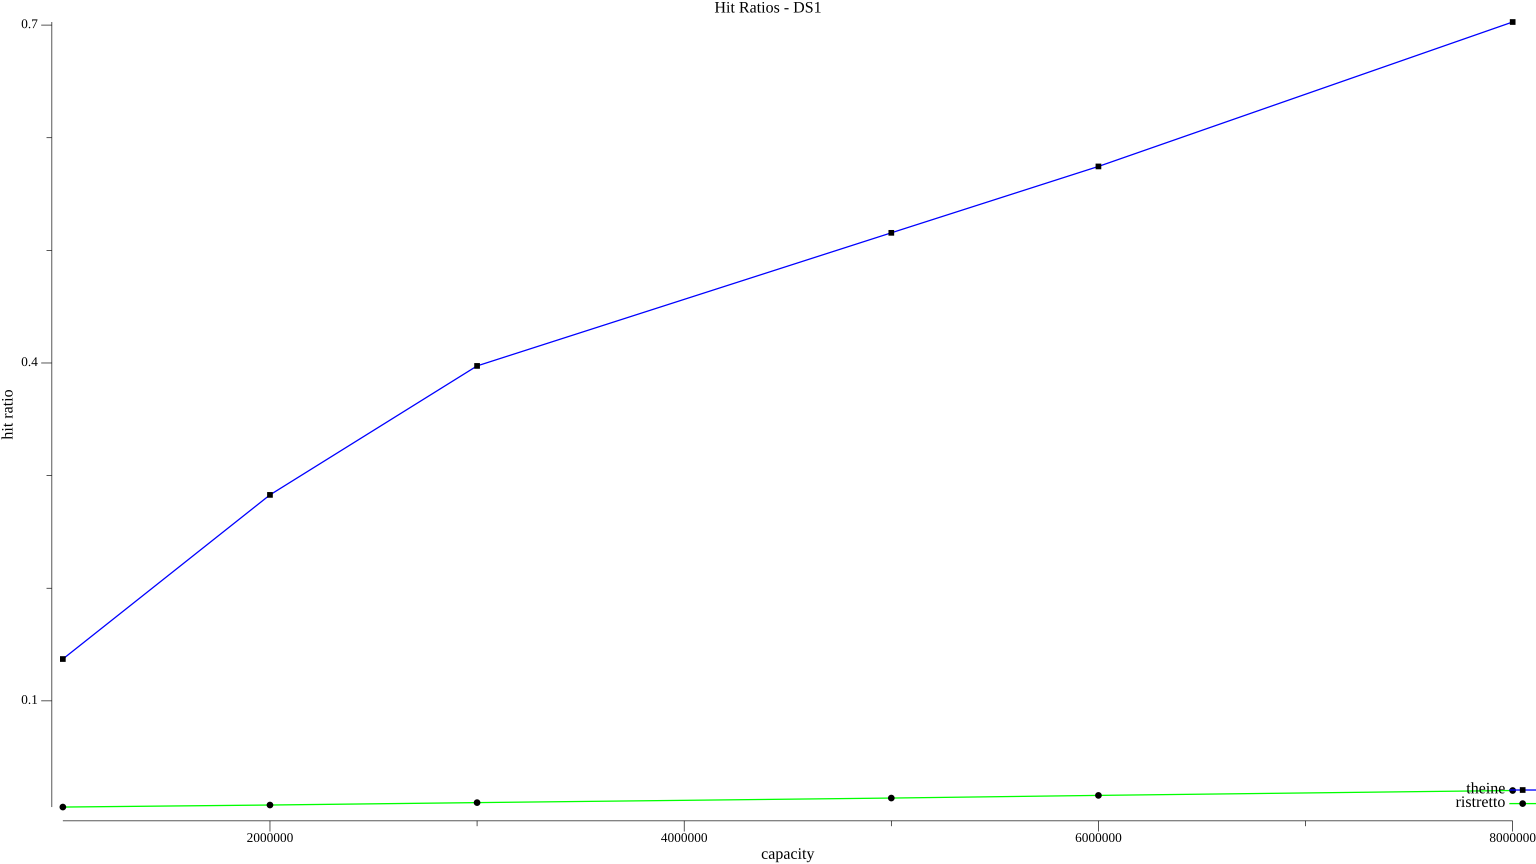 Hit Ratios - DS1
0.7
0.4
hit ratio
0.1
theine
ristretto
2000000
4000000
6000000
8000000
capacity